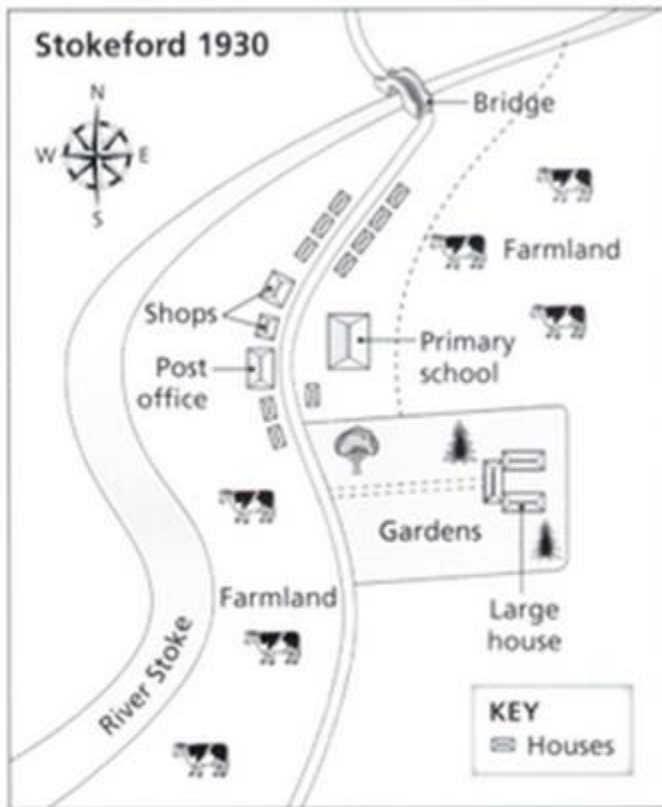 Stokeford 1930
N
W E
S
Bridge
Farmland
Shops
Primary
school
Post
office
Gardens
Farmland
Large
house
River Stoke
KEY
Houses